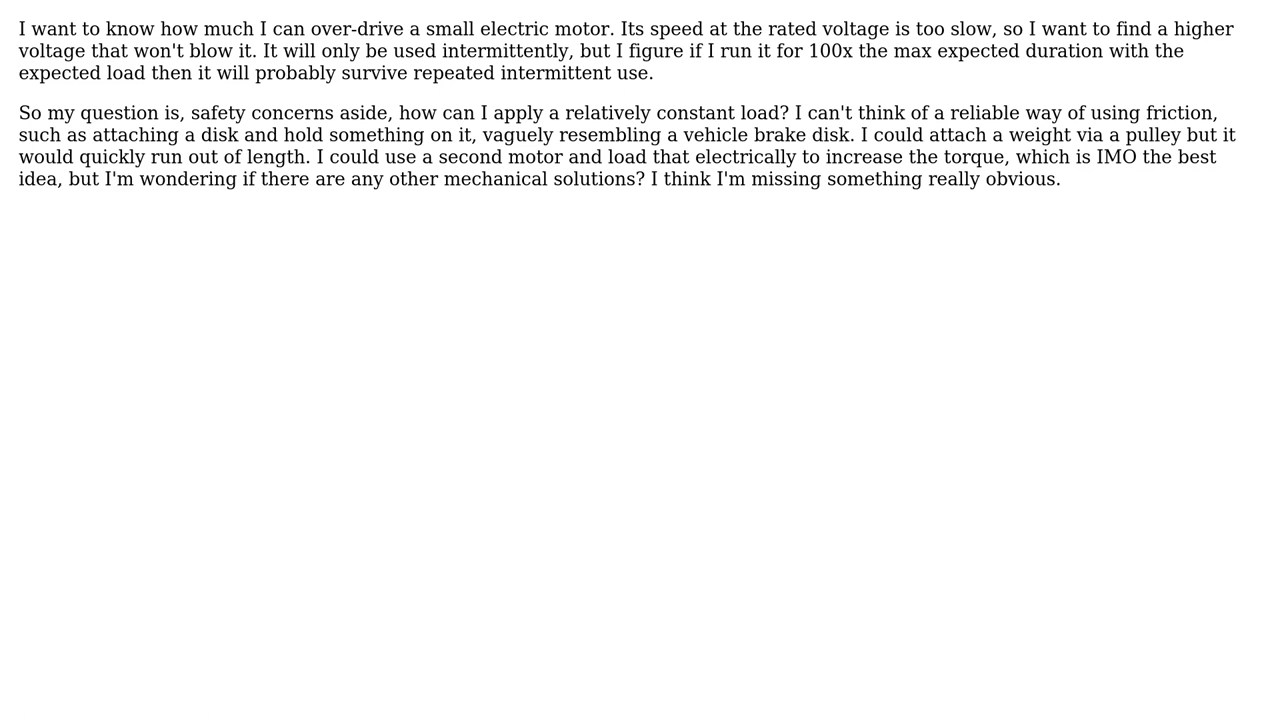 I want to know how much I can over-drive a small electric motor. Its speed at the rated voltage is too slow, so I want to find a higher
voltage that won't blow it. It will only be used intermittently, but I figure if I run it for 100x the max expected duration with the
expected load then it will probably survive repeated intermittent use.
So my question is, safety concerns aside, how can I apply a relatively constant load? I can't think of a reliable way of using friction,
such as attaching a disk and hold something on it, vaguely resembling a vehicle brake disk. I could attach a weight via a pulley but it
would quickly run out of length. I could use a second motor and load that electrically to increase the torque, which is IMO the best
idea, but I'm wondering if there are any other mechanical solutions? I think I'm missing something really obvious.